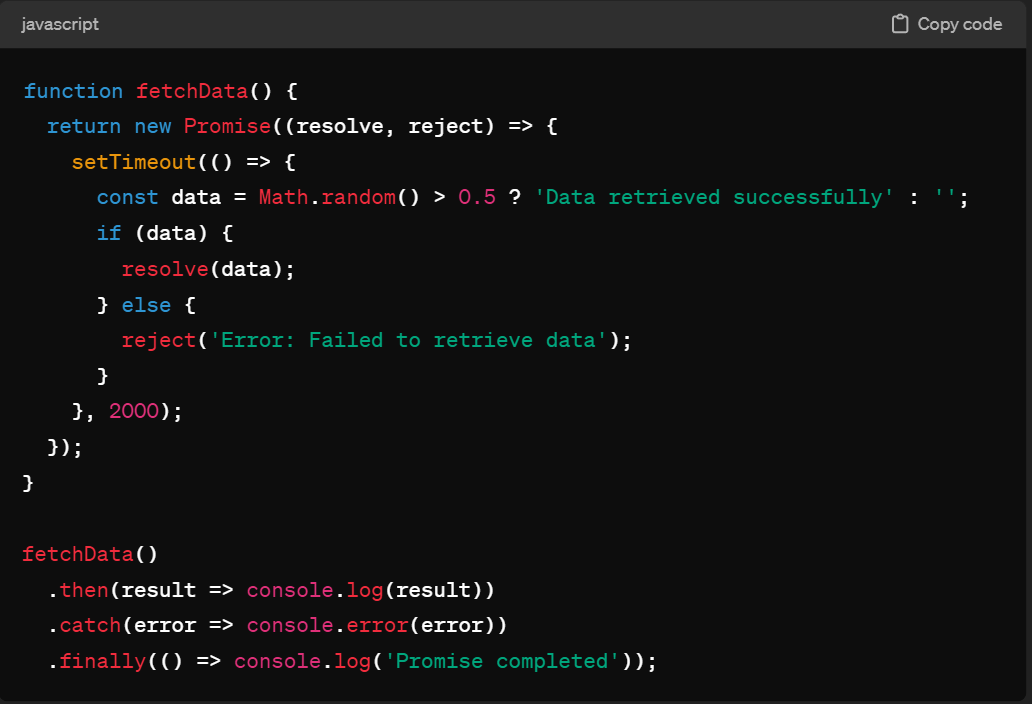 javascript
Copy code
function fetchData() {
  return new Promise((resolve, reject) => {
    setTimeout(() => {
      const data = Math.random() > 0.5 ? 'Data retrieved successfully' : '';
      if (data) {
        resolve(data);
      } else {
        reject('Error: Failed to retrieve data');
      }
    }, 2000);
  });
}

fetchData()
  .then(result => console.log(result))
  .catch(error => console.error(error))
  .finally(() => console.log('Promise completed'));